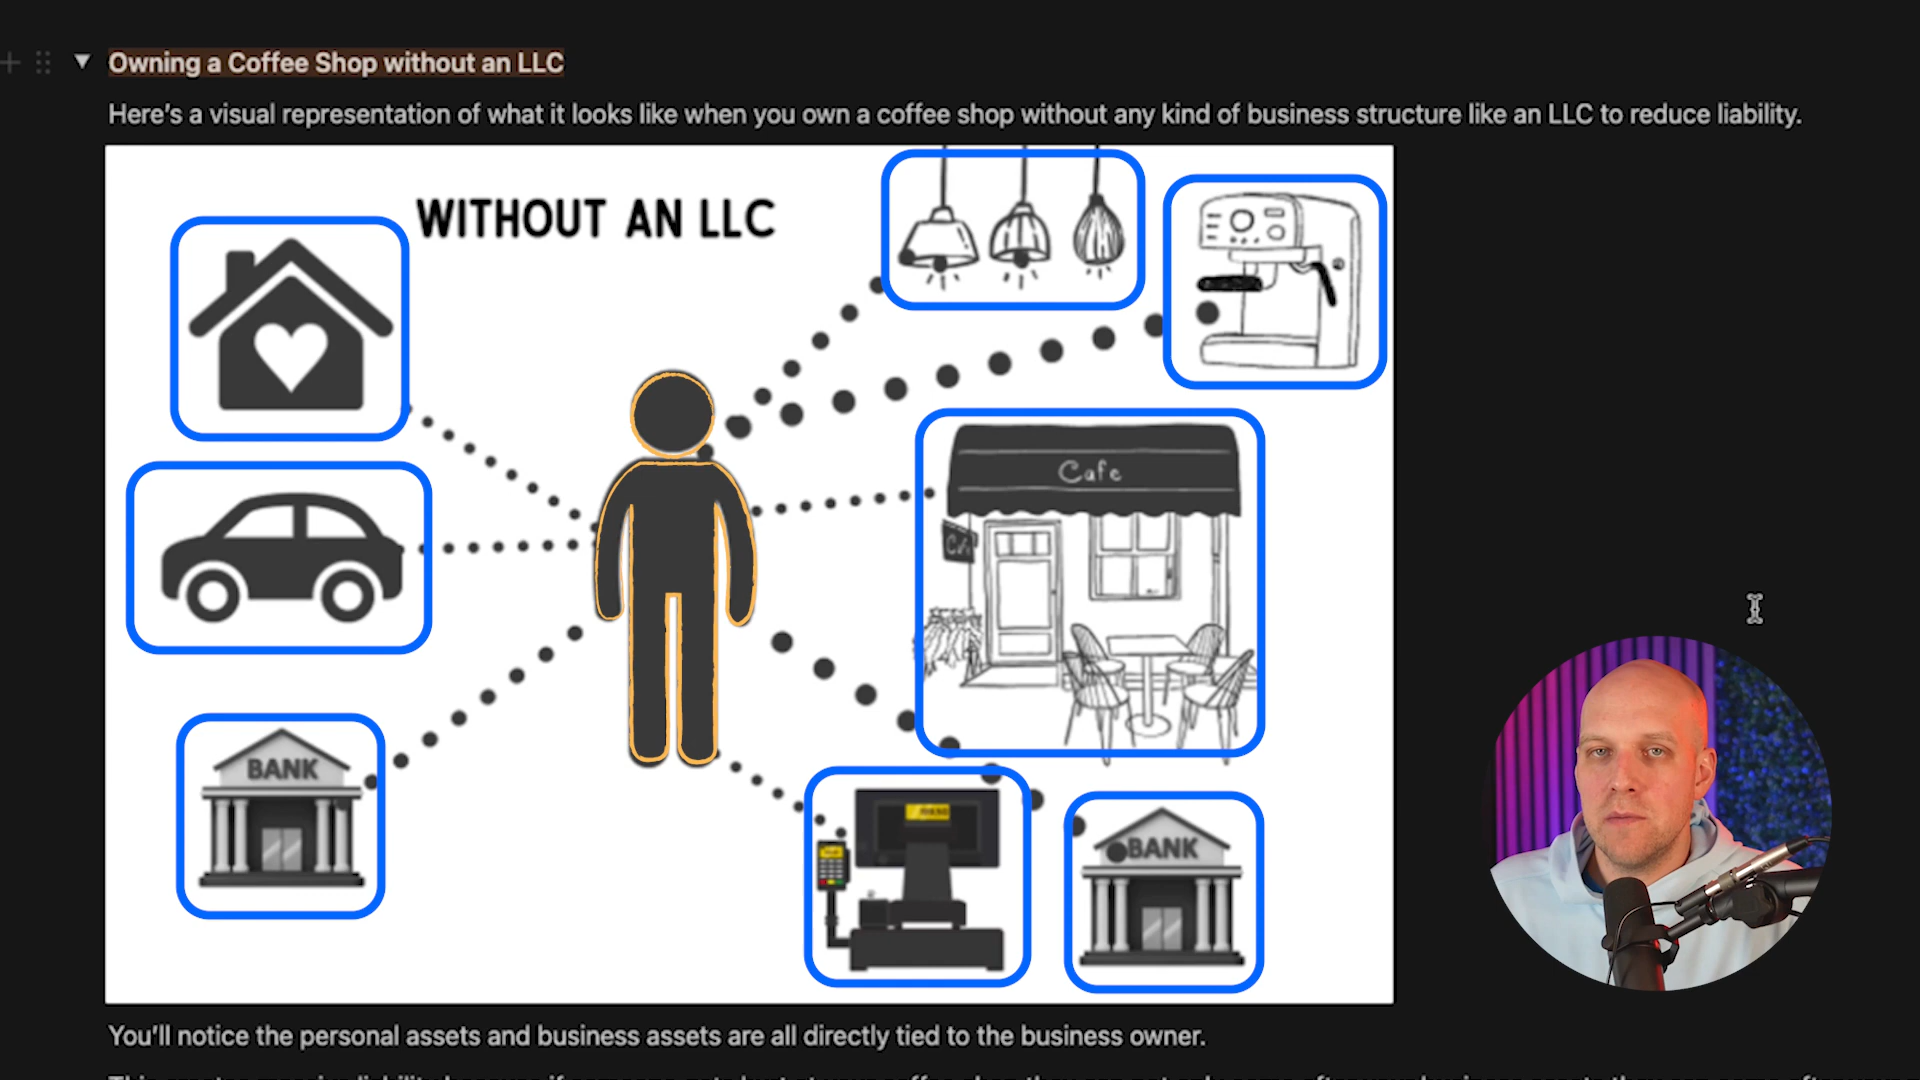 Owning a Coffee Shop without an LLC
Here's a visual representation of what it looks like when you own a coffee shop without any kind of business structure like an LLC to reduce liability.
WITHOUT AN LLC
Cafe
BANK
BANK
You'll notice the personal assets and business assets are all directly tied to the business owner.